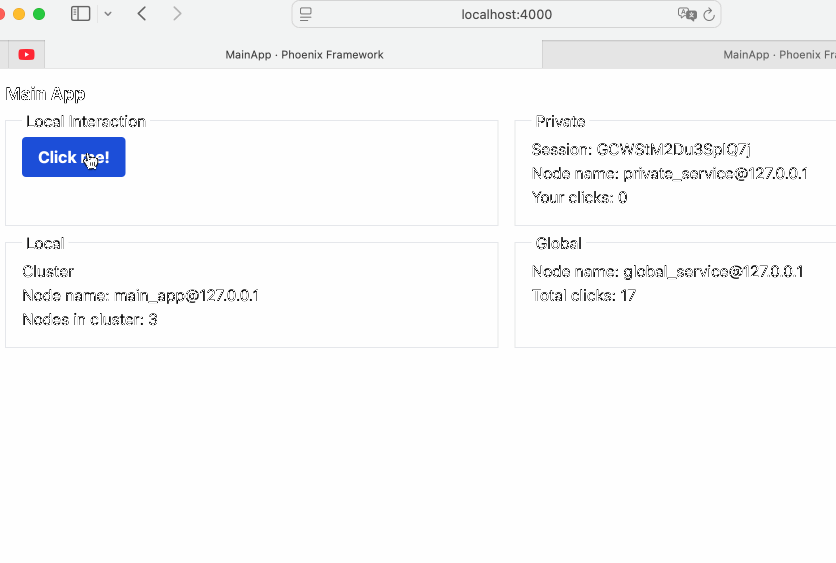 localhost:4000
MainApp · Phoenix Framework
MainApp · Phoenix Fra
Main App
Local Interaction
Click me!
Private
Session: GCWStM2Du3SpIQ7j
Node name: private_service@127.0.0.1
Your clicks: 0
Local
Cluster
Node name: main_app@127.0.0.1
Nodes in cluster: 3
Global
Node name: global_service@127.0.0.1
Total clicks: 17